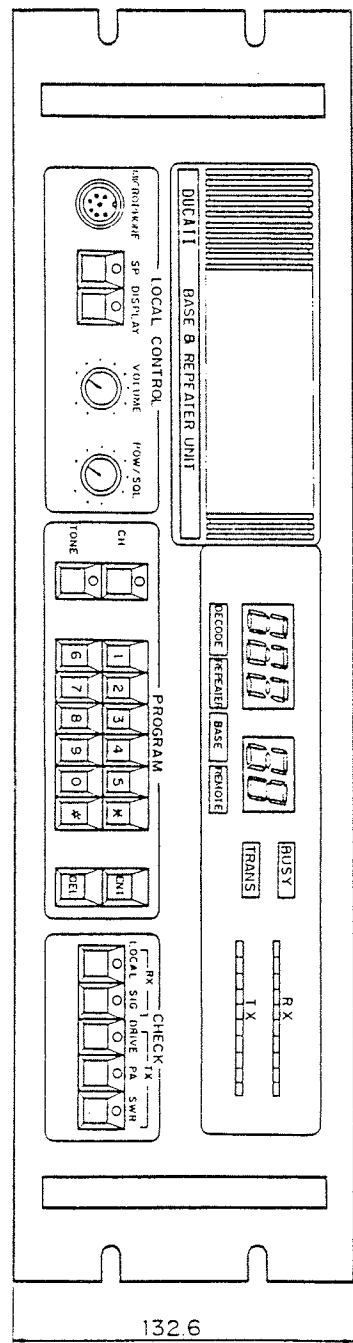 DUCATI BASE & REPEATER UNIT
BUSY
TRANS
RX
TX
DECODE REPEATER BASE REMOTE
LOCAL CONTROL
MICROPHONE SP DISPLAY VOLUME POW/SQL
PROGRAM
CH
TONE
1 2 3 4 5 *
6 7 8 9 0 #
ENT
DEL
CHECK
RX TX
LOCAL SIG DRIVE PA SWR
132.6